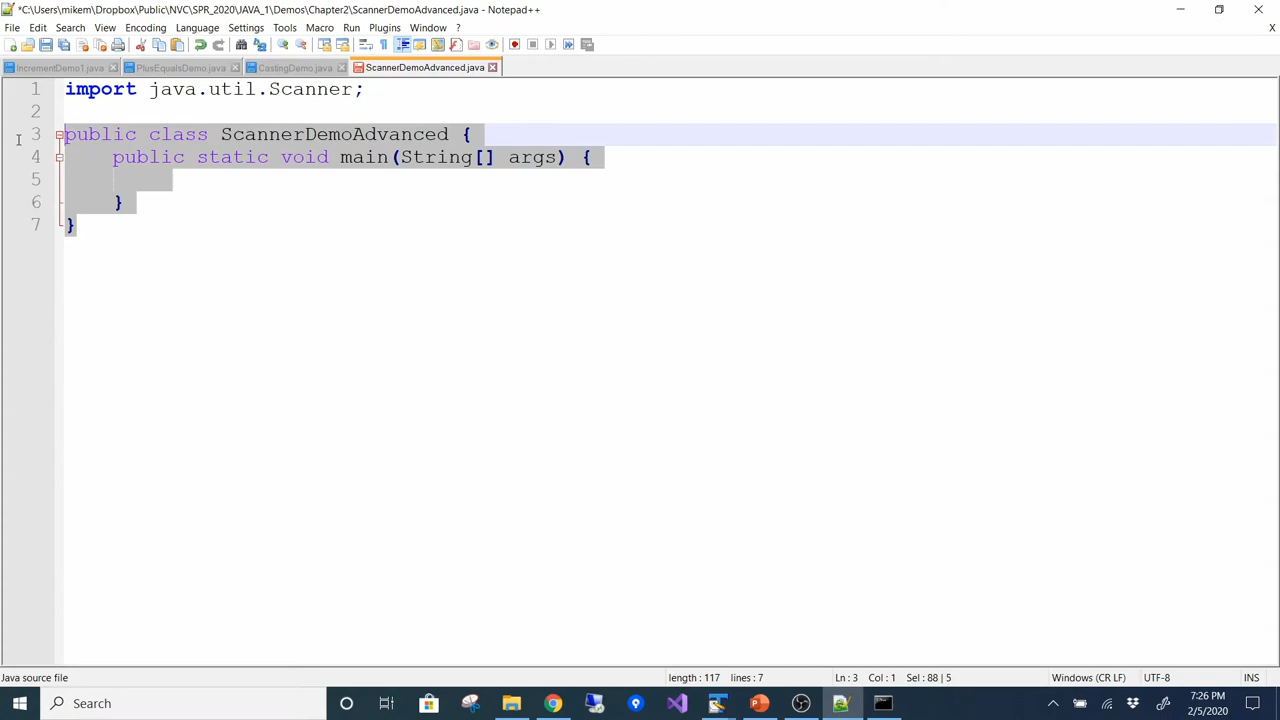 *C:\Users\mikem\Dropbox\Public\NVC\SPR_2020\JAVA_1\Demos\Chapter2\ScannerDemoAdvanced.java - Notepad++
File Edit Search View Encoding Language Settings Tools Macro Run Plugins Window ? X
IncrementDemo1.java PlusEqualsDemo.java CastingDemo.java ScannerDemoAdvanced.java
1 import java.util.Scanner;
2
3 public class ScannerDemoAdvanced {
4 public static void main(String[] args) {
5
6 }
7 }
Java source file length : 117 lines : 7 Ln : 3 Col : 1 Sel : 88 | 5 Windows (CR LF) UTF-8 INS
Search 7:26 PM
2/5/2020